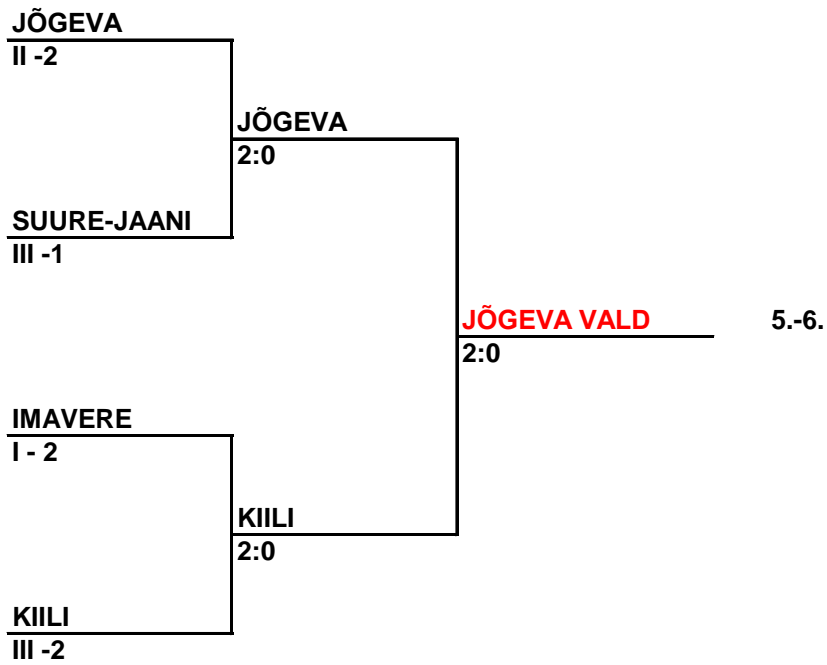 JÕGEVA
II -2
JÕGEVA
2:0
SUURE-JAANI
III -1
JÕGEVA VALD 5.-6.
2:0
IMAVERE
I - 2
KIILI
2:0
KIILI
III -2